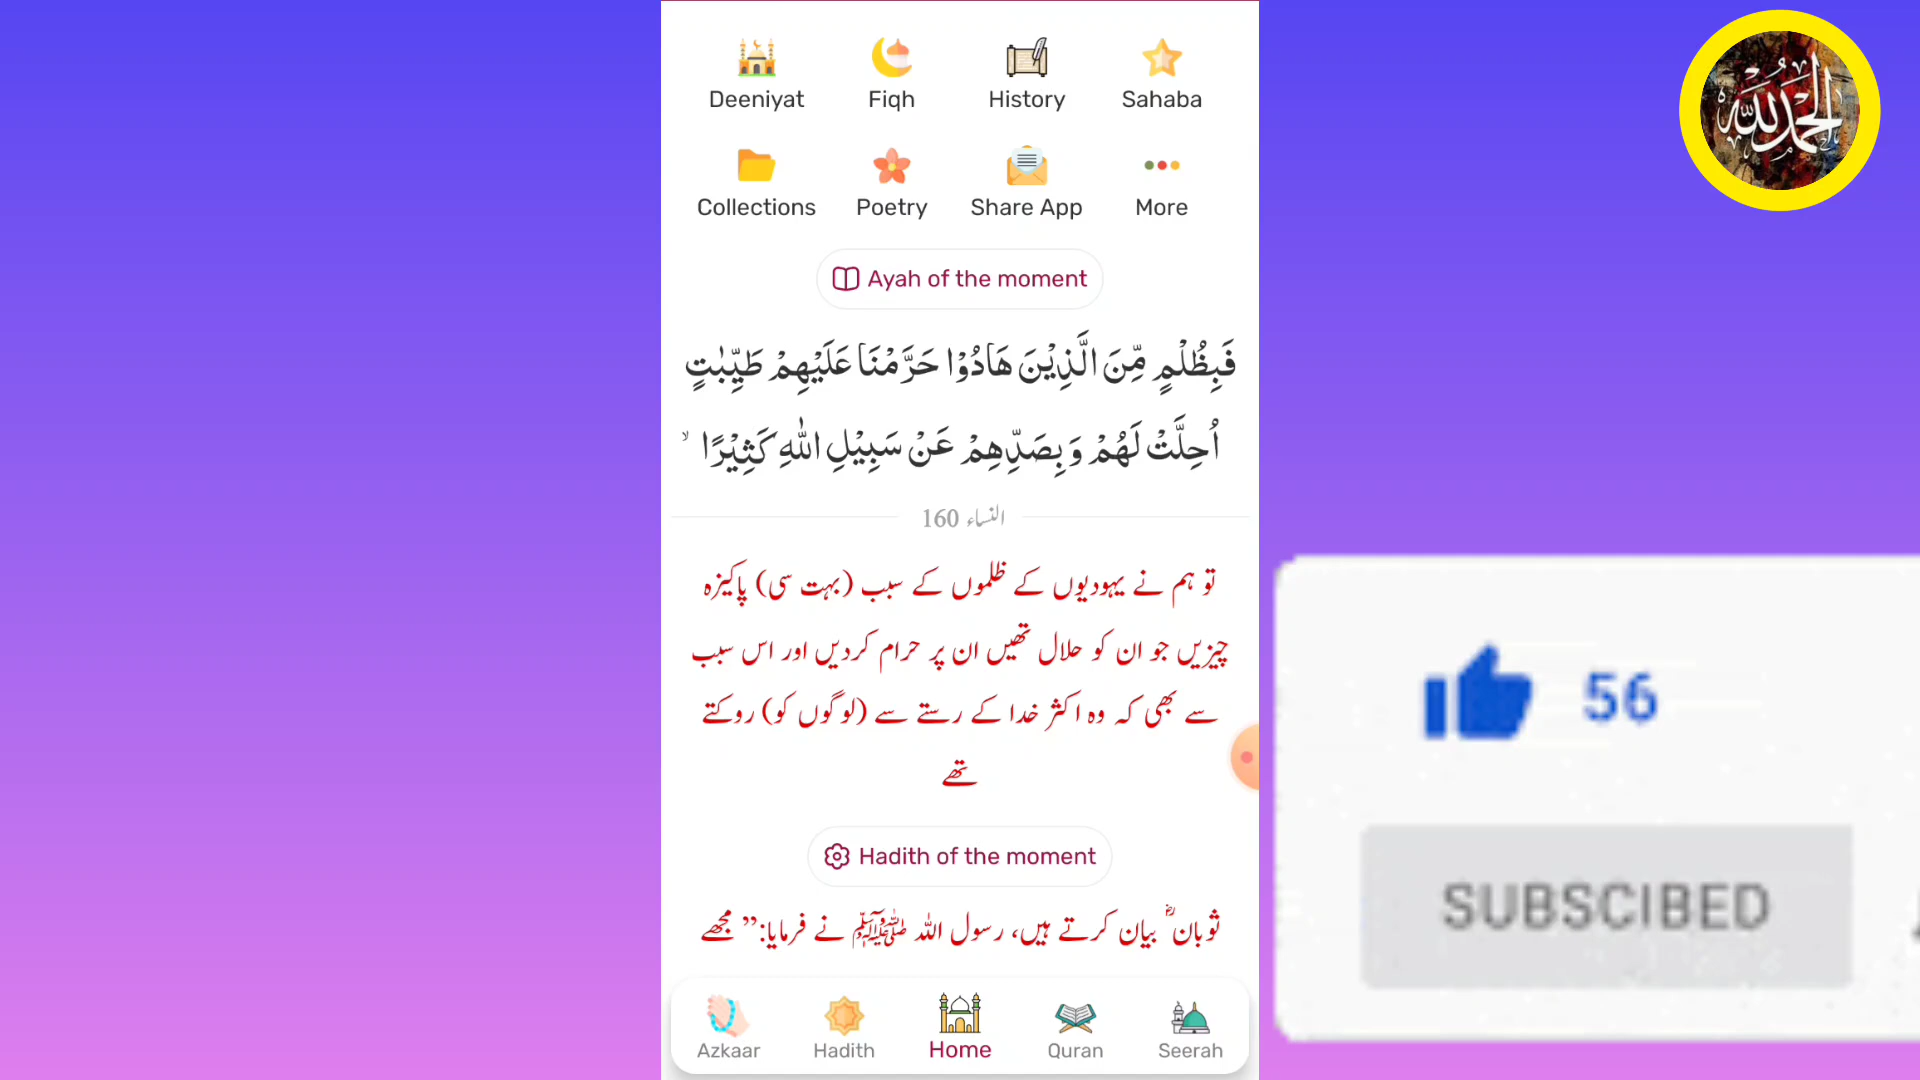 Deeniyat Fiqh History Sahaba
Collections Poetry Share App More
Ayah of the moment
فَبِظُلْمٍ مِّنَ الَّذِيْنَ هَادُوْا حَرَّمْنَا عَلَيْهِمْ طَيِّبٰتٍ
اُحِلَّتْ لَهُمْ وَبِصَدِّهِمْ عَنْ سَبِيْلِ اللّٰهِ كَثِيْرًا ۙ
النساء 160
تو ہم نے یہودیوں کے ظلموں کے سبب (بہت سی) پاکیزہ
چیزیں جو ان کو حلال تھیں ان پر حرام کردیں اور اس سبب
سے بھی کہ وہ اکثر خدا کے رستے سے (لوگوں کو) روکتے
تھے
Hadith of the moment
ثوبان ؓ بیان کرتے ہیں، رسول اللہ ﷺ نے فرمایا:” مجھے
Azkaar Hadith Home Quran Seerah
الحمد لله
56
SUBSCIBED